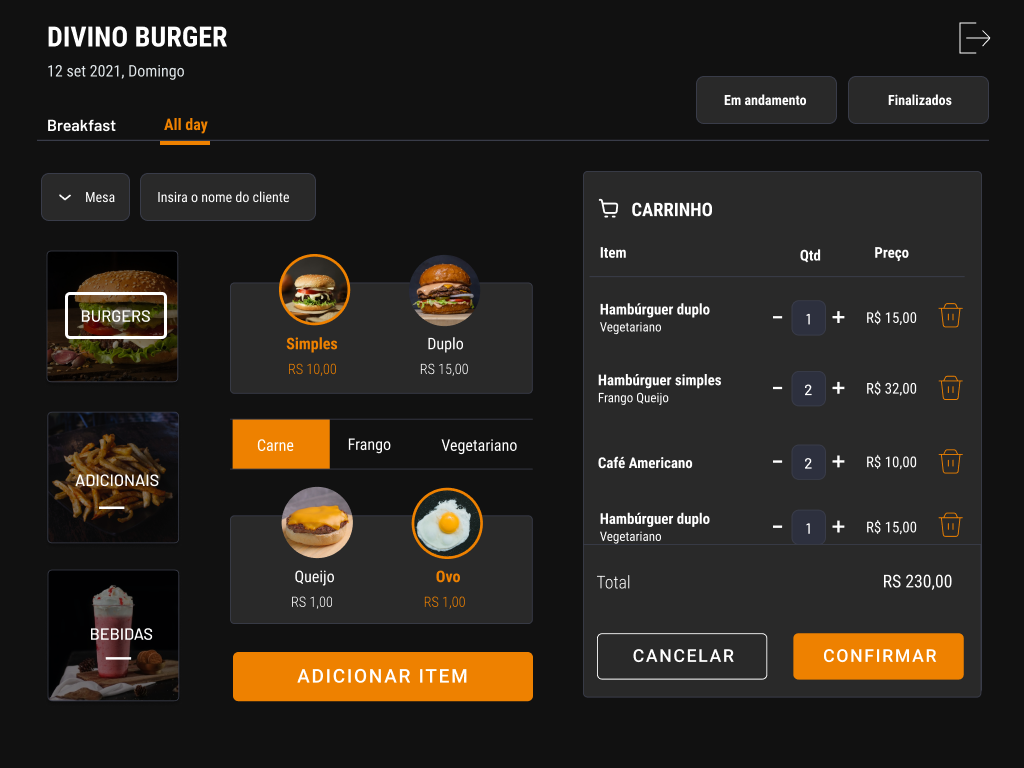 DIVINO BURGER
12 set 2021, Domingo
Em andamento
Finalizados
Breakfast
All day
Mesa
Insira o nome do cliente
BURGERS
ADICIONAIS
BEBIDAS
Simples
RS 10,00
Duplo
RS 15,00
Carne
Frango
Vegetariano
Queijo
RS 1,00
Ovo
RS 1,00
ADICIONAR ITEM
CARRINHO
Item Qtd Preço
Hambúrguer duplo
Vegetariano
− 1 + R$ 15,00
Hambúrguer simples
Frango Queijo
− 2 + R$ 32,00
Café Americano
− 2 + R$ 10,00
Hambúrguer duplo
Vegetariano
− 1 + R$ 15,00
Total RS 230,00
CANCELAR
CONFIRMAR